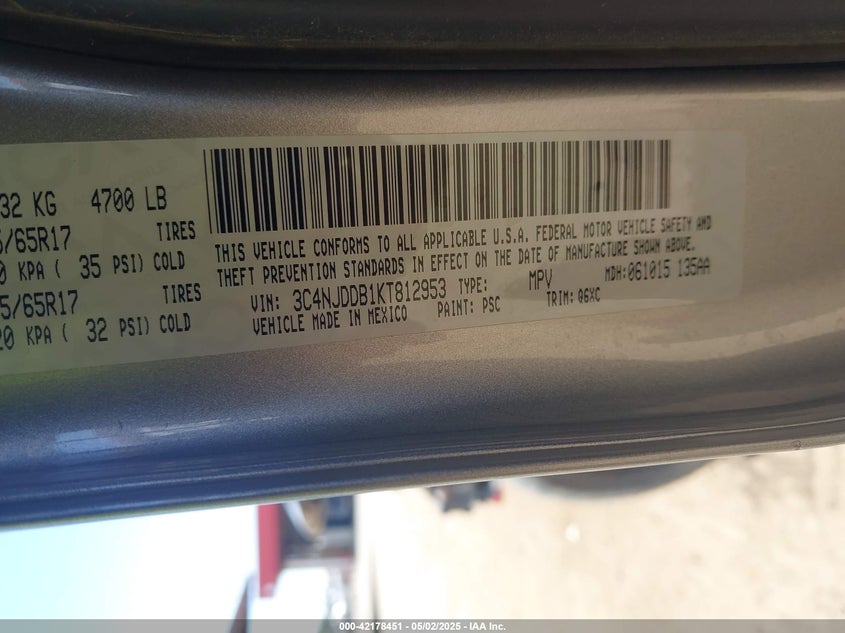 32 KG 4700 LB
/65R17 TIRES
0 KPA ( 35 PSI) COLD
5/65R17 TIRES
20 KPA ( 32 PSI) COLD
THIS VEHICLE CONFORMS TO ALL APPLICABLE U.S.A. FEDERAL MOTOR VEHICLE SAFETY AND
THEFT PREVENTION STANDARDS IN EFFECT ON THE DATE OF MANUFACTURE SHOWN ABOVE.
VIN: 3C4NJDDB1KT812953 TYPE: MPV MDH:061015 135AA
VEHICLE MADE IN MEXICO PAINT: PSC TRIM: Q6XC
000-42178451 - 05/02/2025 - IAA Inc.